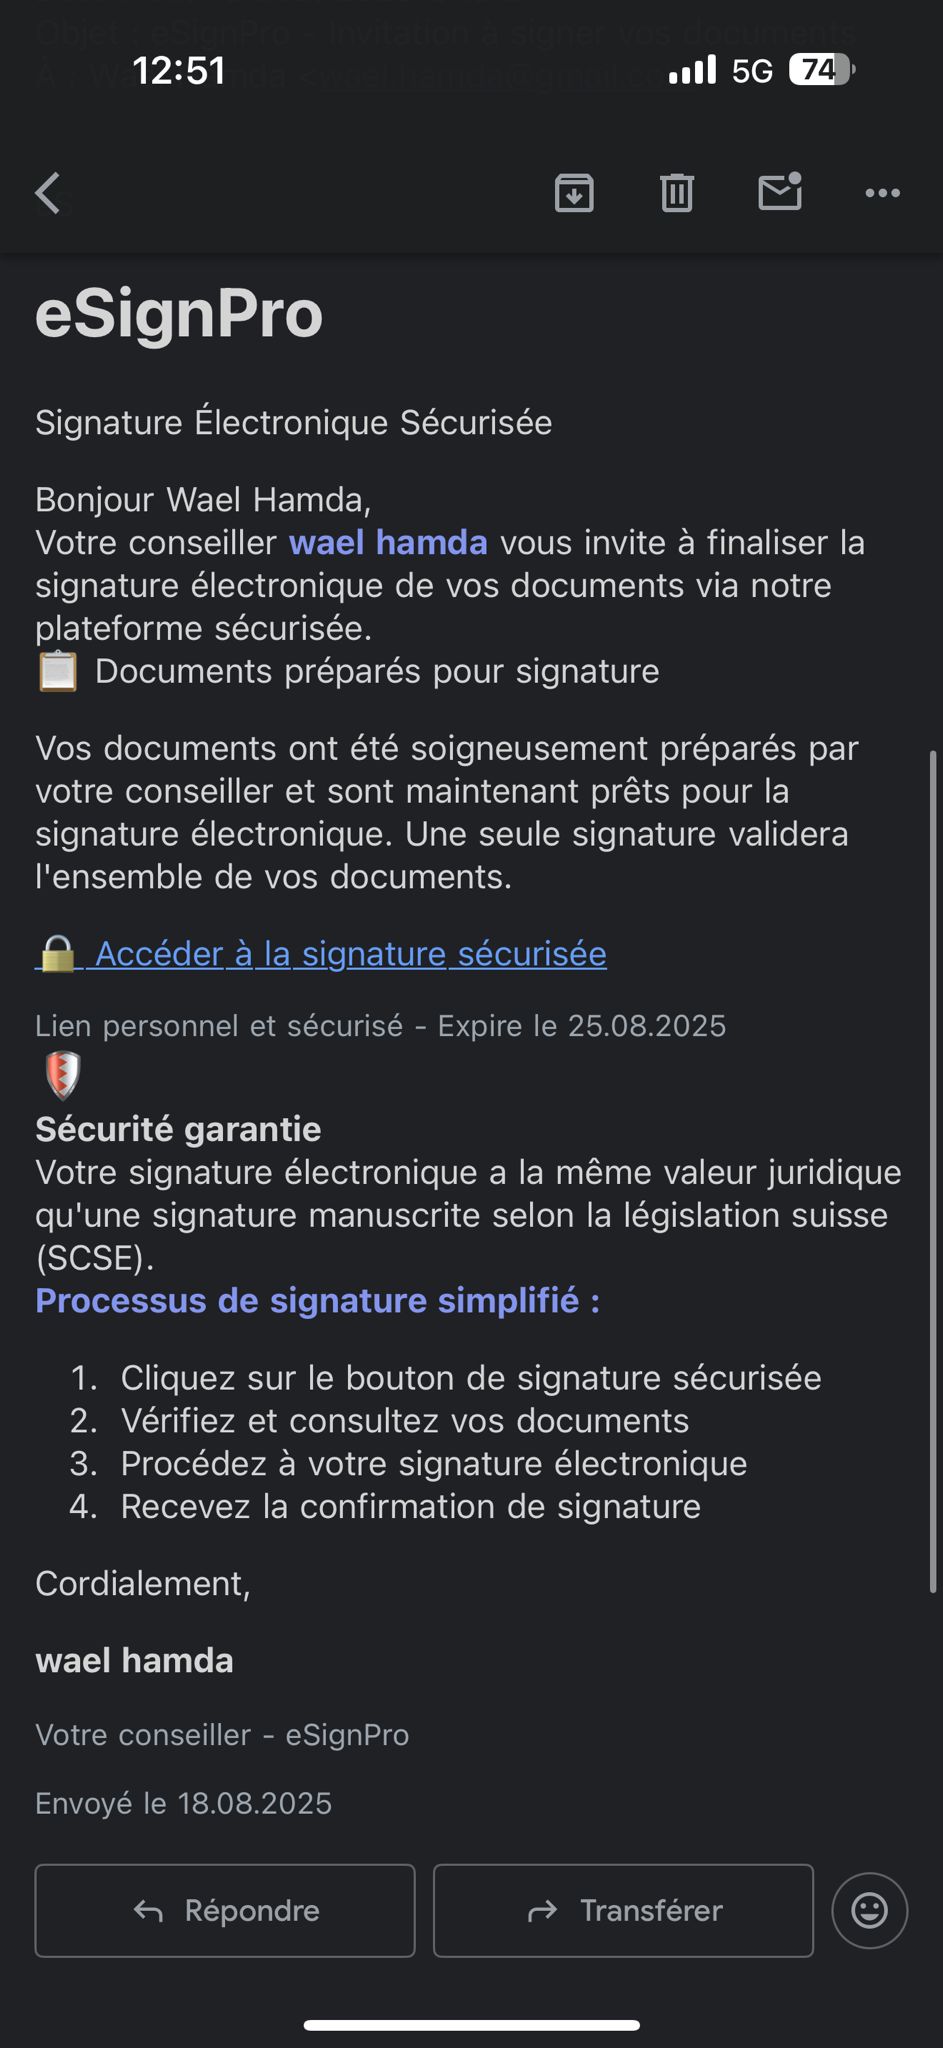 Objet : eSignPro - Invitation à signer vos documents
12:51
5G
74
eSignPro
Signature Électronique Sécurisée
Bonjour Wael Hamda,
Votre conseiller wael hamda vous invite à finaliser la
signature électronique de vos documents via notre
plateforme sécurisée.
Documents préparés pour signature
Vos documents ont été soigneusement préparés par
votre conseiller et sont maintenant prêts pour la
signature électronique. Une seule signature validera
l'ensemble de vos documents.
Accéder à la signature sécurisée
Lien personnel et sécurisé - Expire le 25.08.2025
Sécurité garantie
Votre signature électronique a la même valeur juridique
qu'une signature manuscrite selon la législation suisse
(SCSE).
Processus de signature simplifié :
1. Cliquez sur le bouton de signature sécurisée
2. Vérifiez et consultez vos documents
3. Procédez à votre signature électronique
4. Recevez la confirmation de signature
Cordialement,
wael hamda
Votre conseiller - eSignPro
Envoyé le 18.08.2025
Répondre
Transférer